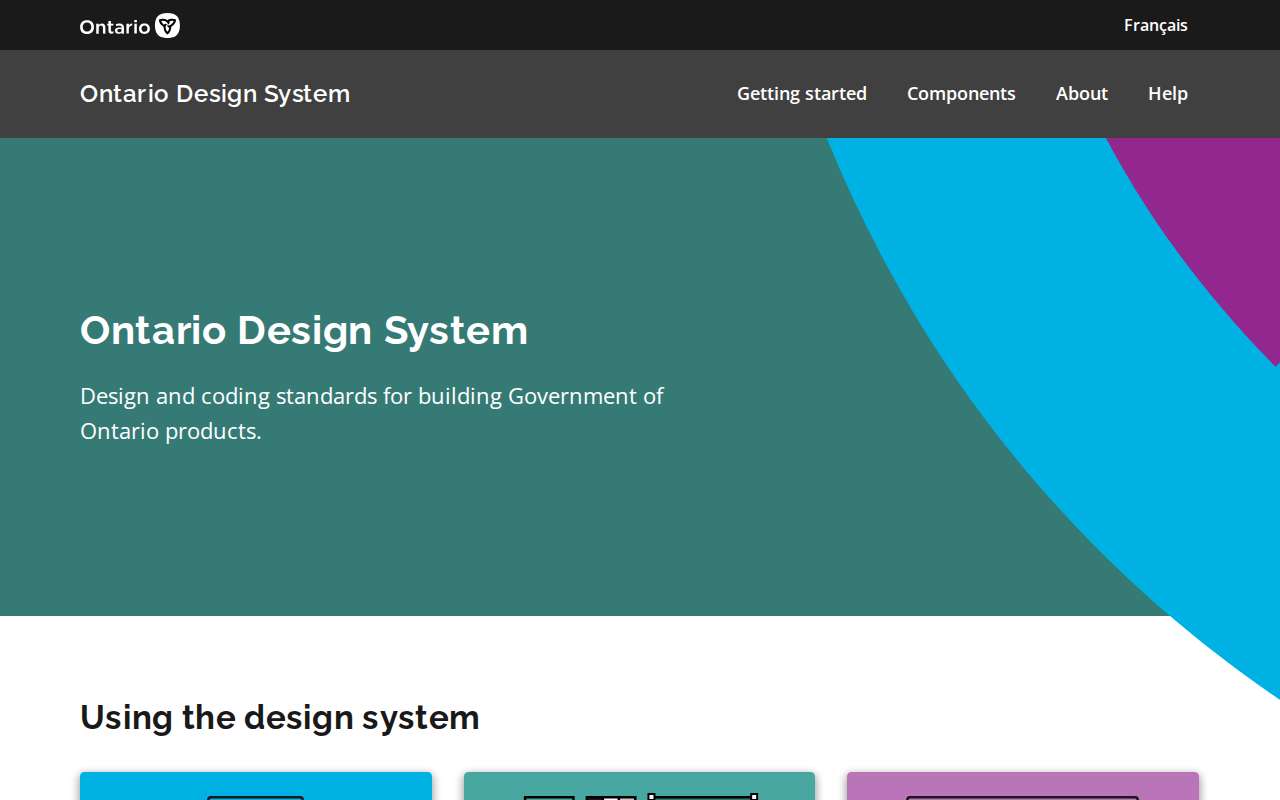 Ontario
Français
Ontario Design System
Getting started
Components
About
Help
Ontario Design System
Design and coding standards for building Government of
Ontario products.
Using the design system